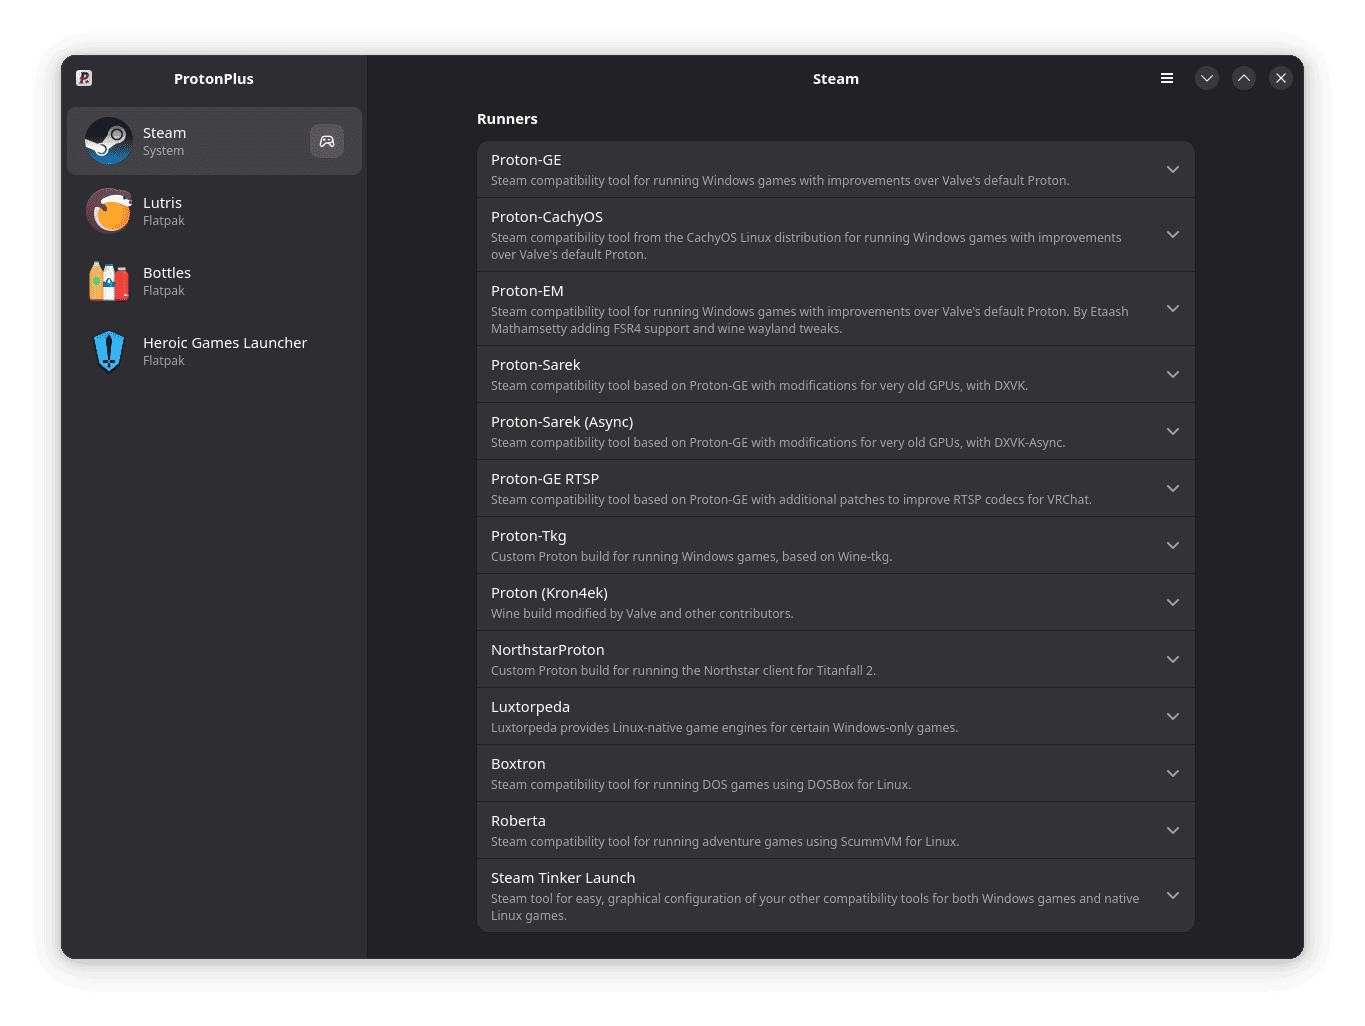 ProtonPlus
Steam
System
Lutris
Flatpak
Bottles
Flatpak
Heroic Games Launcher
Flatpak
Steam
Runners
Proton-GE
Steam compatibility tool for running Windows games with improvements over Valve's default Proton.
Proton-CachyOS
Steam compatibility tool from the CachyOS Linux distribution for running Windows games with improvements
over Valve's default Proton.
Proton-EM
Steam compatibility tool for running Windows games with improvements over Valve's default Proton. By Etaash
Mathamsetty adding FSR4 support and wine wayland tweaks.
Proton-Sarek
Steam compatibility tool based on Proton-GE with modifications for very old GPUs, with DXVK.
Proton-Sarek (Async)
Steam compatibility tool based on Proton-GE with modifications for very old GPUs, with DXVK-Async.
Proton-GE RTSP
Steam compatibility tool based on Proton-GE with additional patches to improve RTSP codecs for VRChat.
Proton-Tkg
Custom Proton build for running Windows games, based on Wine-tkg.
Proton (Kron4ek)
Wine build modified by Valve and other contributors.
NorthstarProton
Custom Proton build for running the Northstar client for Titanfall 2.
Luxtorpeda
Luxtorpeda provides Linux-native game engines for certain Windows-only games.
Boxtron
Steam compatibility tool for running DOS games using DOSBox for Linux.
Roberta
Steam compatibility tool for running adventure games using ScummVM for Linux.
Steam Tinker Launch
Steam tool for easy, graphical configuration of your other compatibility tools for both Windows games and native
Linux games.